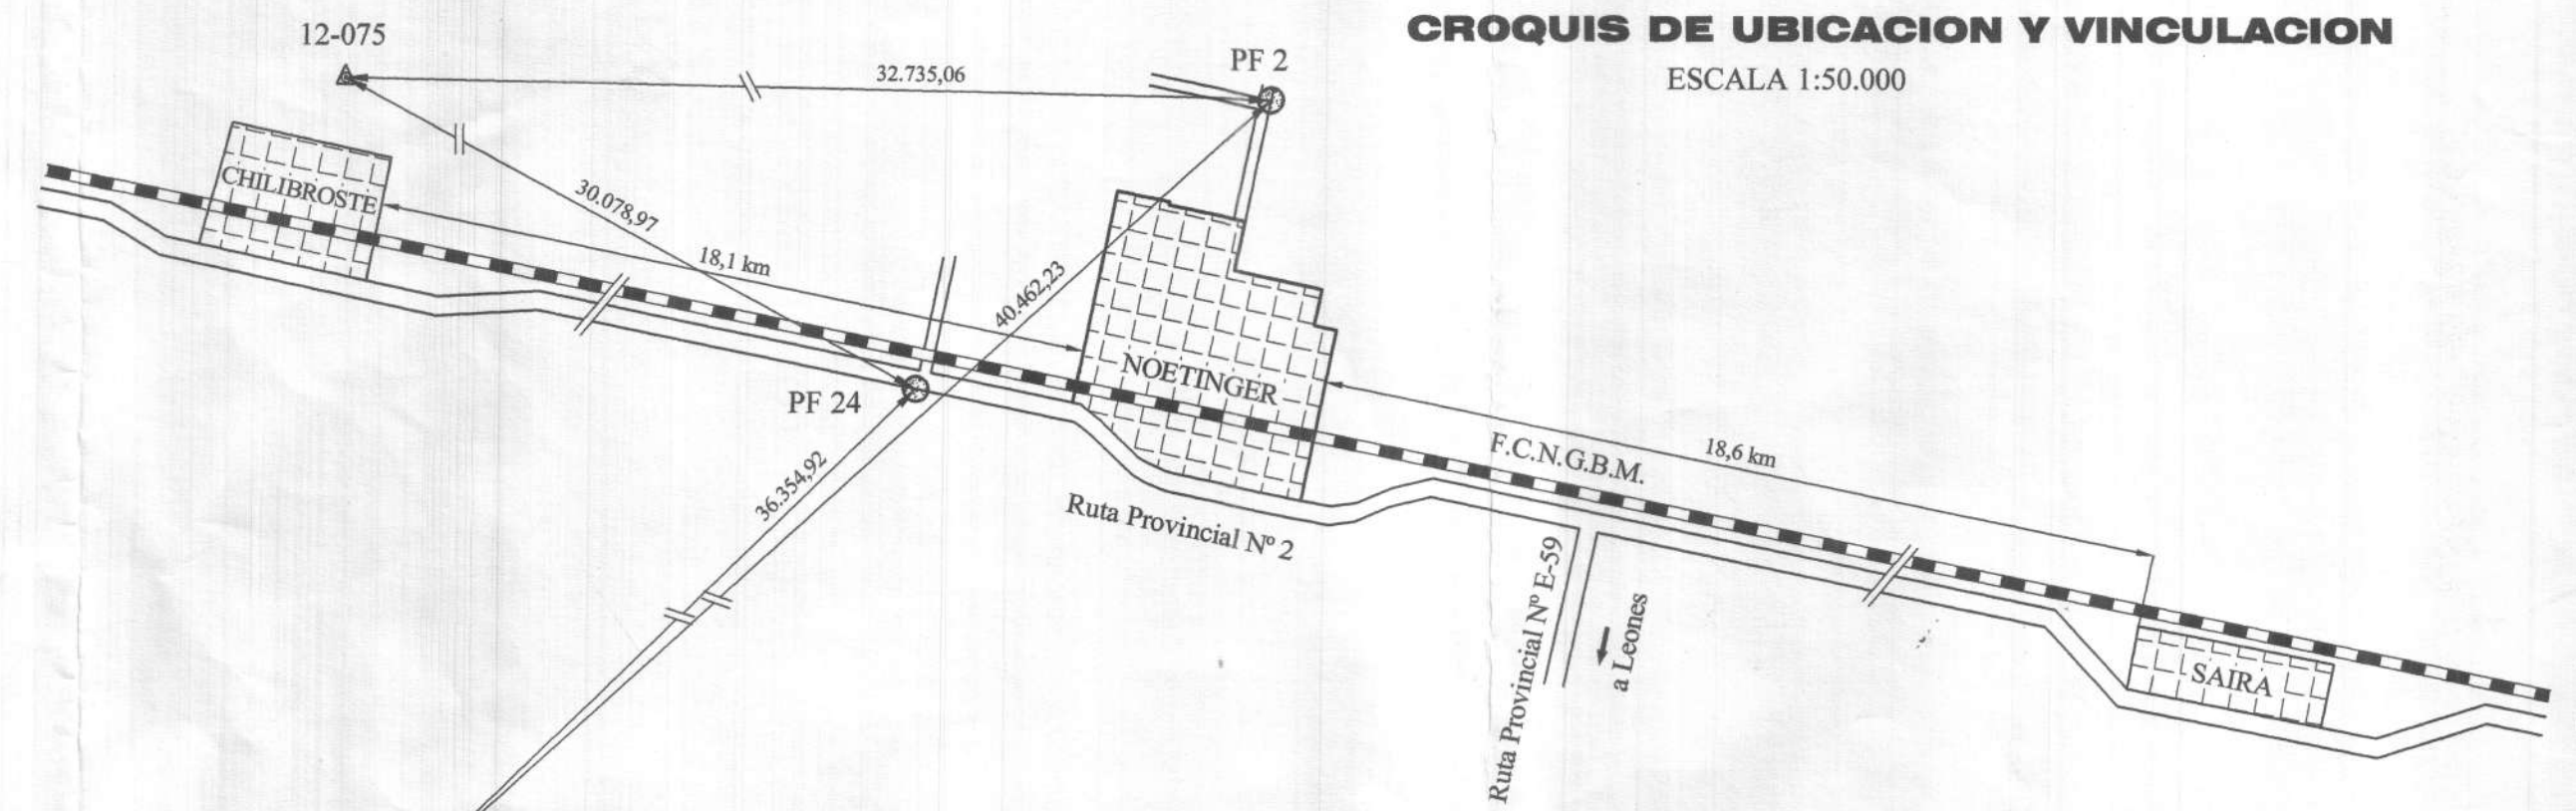 CROQUIS DE UBICACION Y VINCULACION
ESCALA 1:50.000
12-075
32.735,06
PF 2
CHILIBROSTE
30.078,97
18,1 km
40.462,23
NOETINGER
PF 24
36.354,92
F.C.N.G.B.M.
18,6 km
Ruta Provincial Nº 2
Ruta Provincial Nº E-59
a Leones
SAIRA